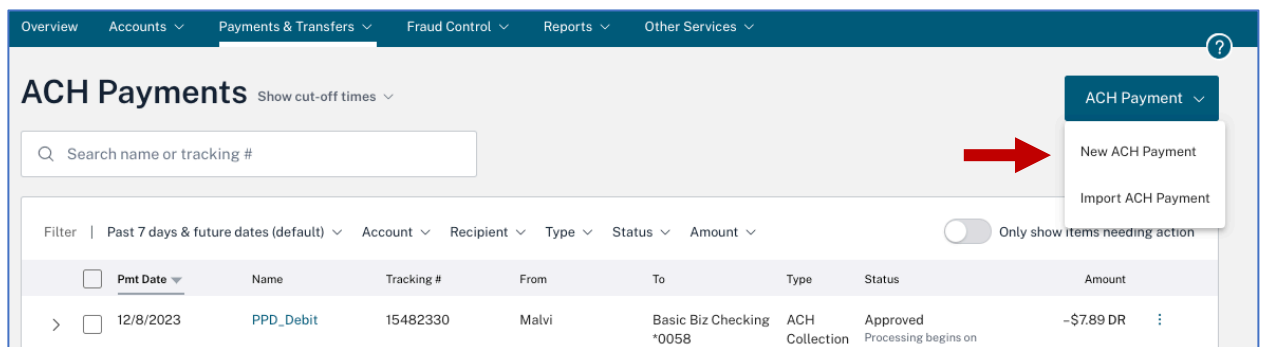 Overview Accounts Payments & Transfers Fraud Control Reports Other Services
?
ACH Payments Show cut-off times
ACH Payment
New ACH Payment
Import ACH Payment
Search name or tracking #
Filter | Past 7 days & future dates (default) Account Recipient Type Status Amount Only show items needing action
Pmt Date Name Tracking # From To Type Status Amount
12/8/2023 PPD_Debit 15482330 Malvi Basic Biz Checking ACH Approved –$7.89 DR
*0058 Collection Processing begins on